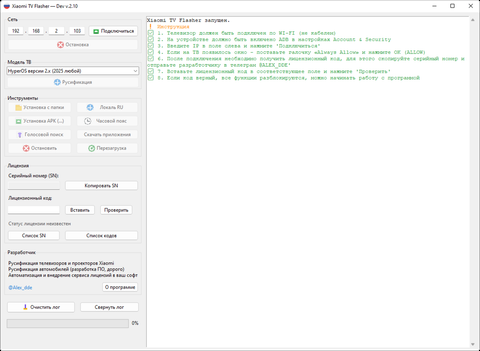 Xiaomi TV Flasher — Dev v.2.10
Сеть
192 . 168 . 2 . 103 Подключиться
Остановка
Модель ТВ
HyperOS версии 2.x (2025 любой)
Русификация
Инструменты
Установка с папки Локаль RU
Установка APK (...) Часовой пояс
Голосовой поиск Скачать приложения
Остановить Перезагрузка
Лицензия
Серийный номер (SN):
Копировать SN
Лицензионный код:
Вставить Проверить
Статус лицензии неизвестен
Список SN Список кодов
Разработчик
Русификация телевизоров и проекторов Xiaomi
Русификация автомобилей (разработка ПО, дорого)
Автоматизация и внедрение сервиса лицензий в ваш софт
@Alex_dde О программе
Очистить лог Свернуть лог
0%
Xiaomi TV Flasher запущен.
Инструкция
1. Телевизор должен быть подключен по WI-FI (не кабелем)
2. На устройстве должно быть включено ADB в настройках Account & Security
3. Введите IP в поле слева и нажмите 'Подключиться'
4. Если на ТВ появилось окно — поставьте галочку «Always Allow» и нажмите OK (ALLOW)
6. После подключения необходимо получить лицензионный код, для этого скопируйте серийный номер и
отправьте разработчику в телеграм @ALEX_DDE'
7. Вставьте лицензионный код в соответствующее поле и нажмите 'Проверить'
8. Если код верный, все функции разблокируются, можно начинать работу с программой